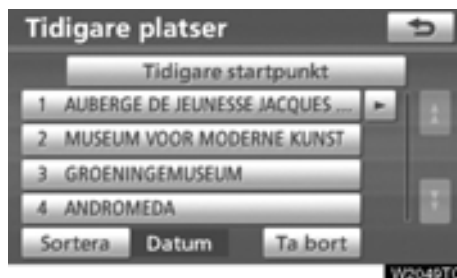 Tidigare platser
Tidigare startpunkt
1 AUBERGE DE JEUNESSE JACQUES ...
2 MUSEUM VOOR MODERNE KUNST
3 GROENINGEMUSEUM
4 ANDROMEDA
Sortera Datum Ta bort
W2049TC